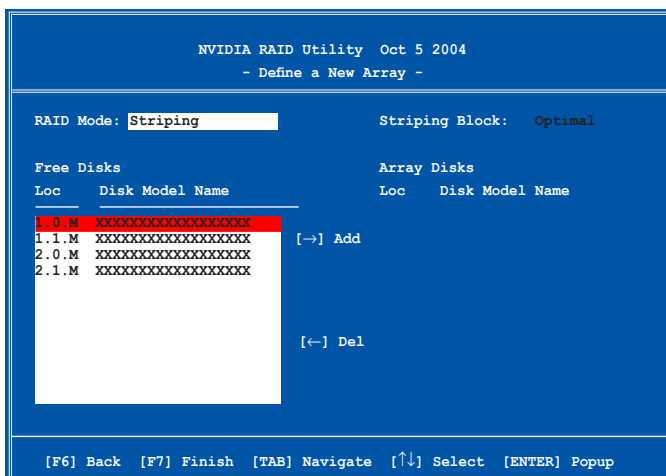 NVIDIA RAID Utility Oct 5 2004
- Define a New Array -
RAID Mode: Striping
Striping Block: Optimal
Free Disks
Array Disks
Loc Disk Model Name
Loc Disk Model Name
1.0.M XXXXXXXXXXXXXXXXXX
1.1.M XXXXXXXXXXXXXXXXXX
2.0.M XXXXXXXXXXXXXXXXXX
2.1.M XXXXXXXXXXXXXXXXXX
[→] Add
[←] Del
[F6] Back [F7] Finish [TAB] Navigate [↑↓] Select [ENTER] Popup